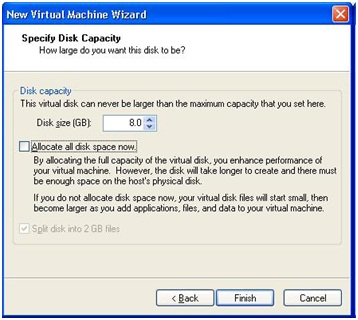 New Virtual Machine Wizard
Specify Disk Capacity
How large do you want this disk to be?
Disk capacity
This virtual disk can never be larger than the maximum capacity that you set here.
Disk size (GB): 8.0
Allocate all disk space now.
By allocating the full capacity of the virtual disk, you enhance performance of
your virtual machine. However, the disk will take longer to create and there must
be enough space on the host's physical disk.
If you do not allocate disk space now, your virtual disk files will start small, then
become larger as you add applications, files, and data to your virtual machine.
Split disk into 2 GB files
< Back Finish Cancel